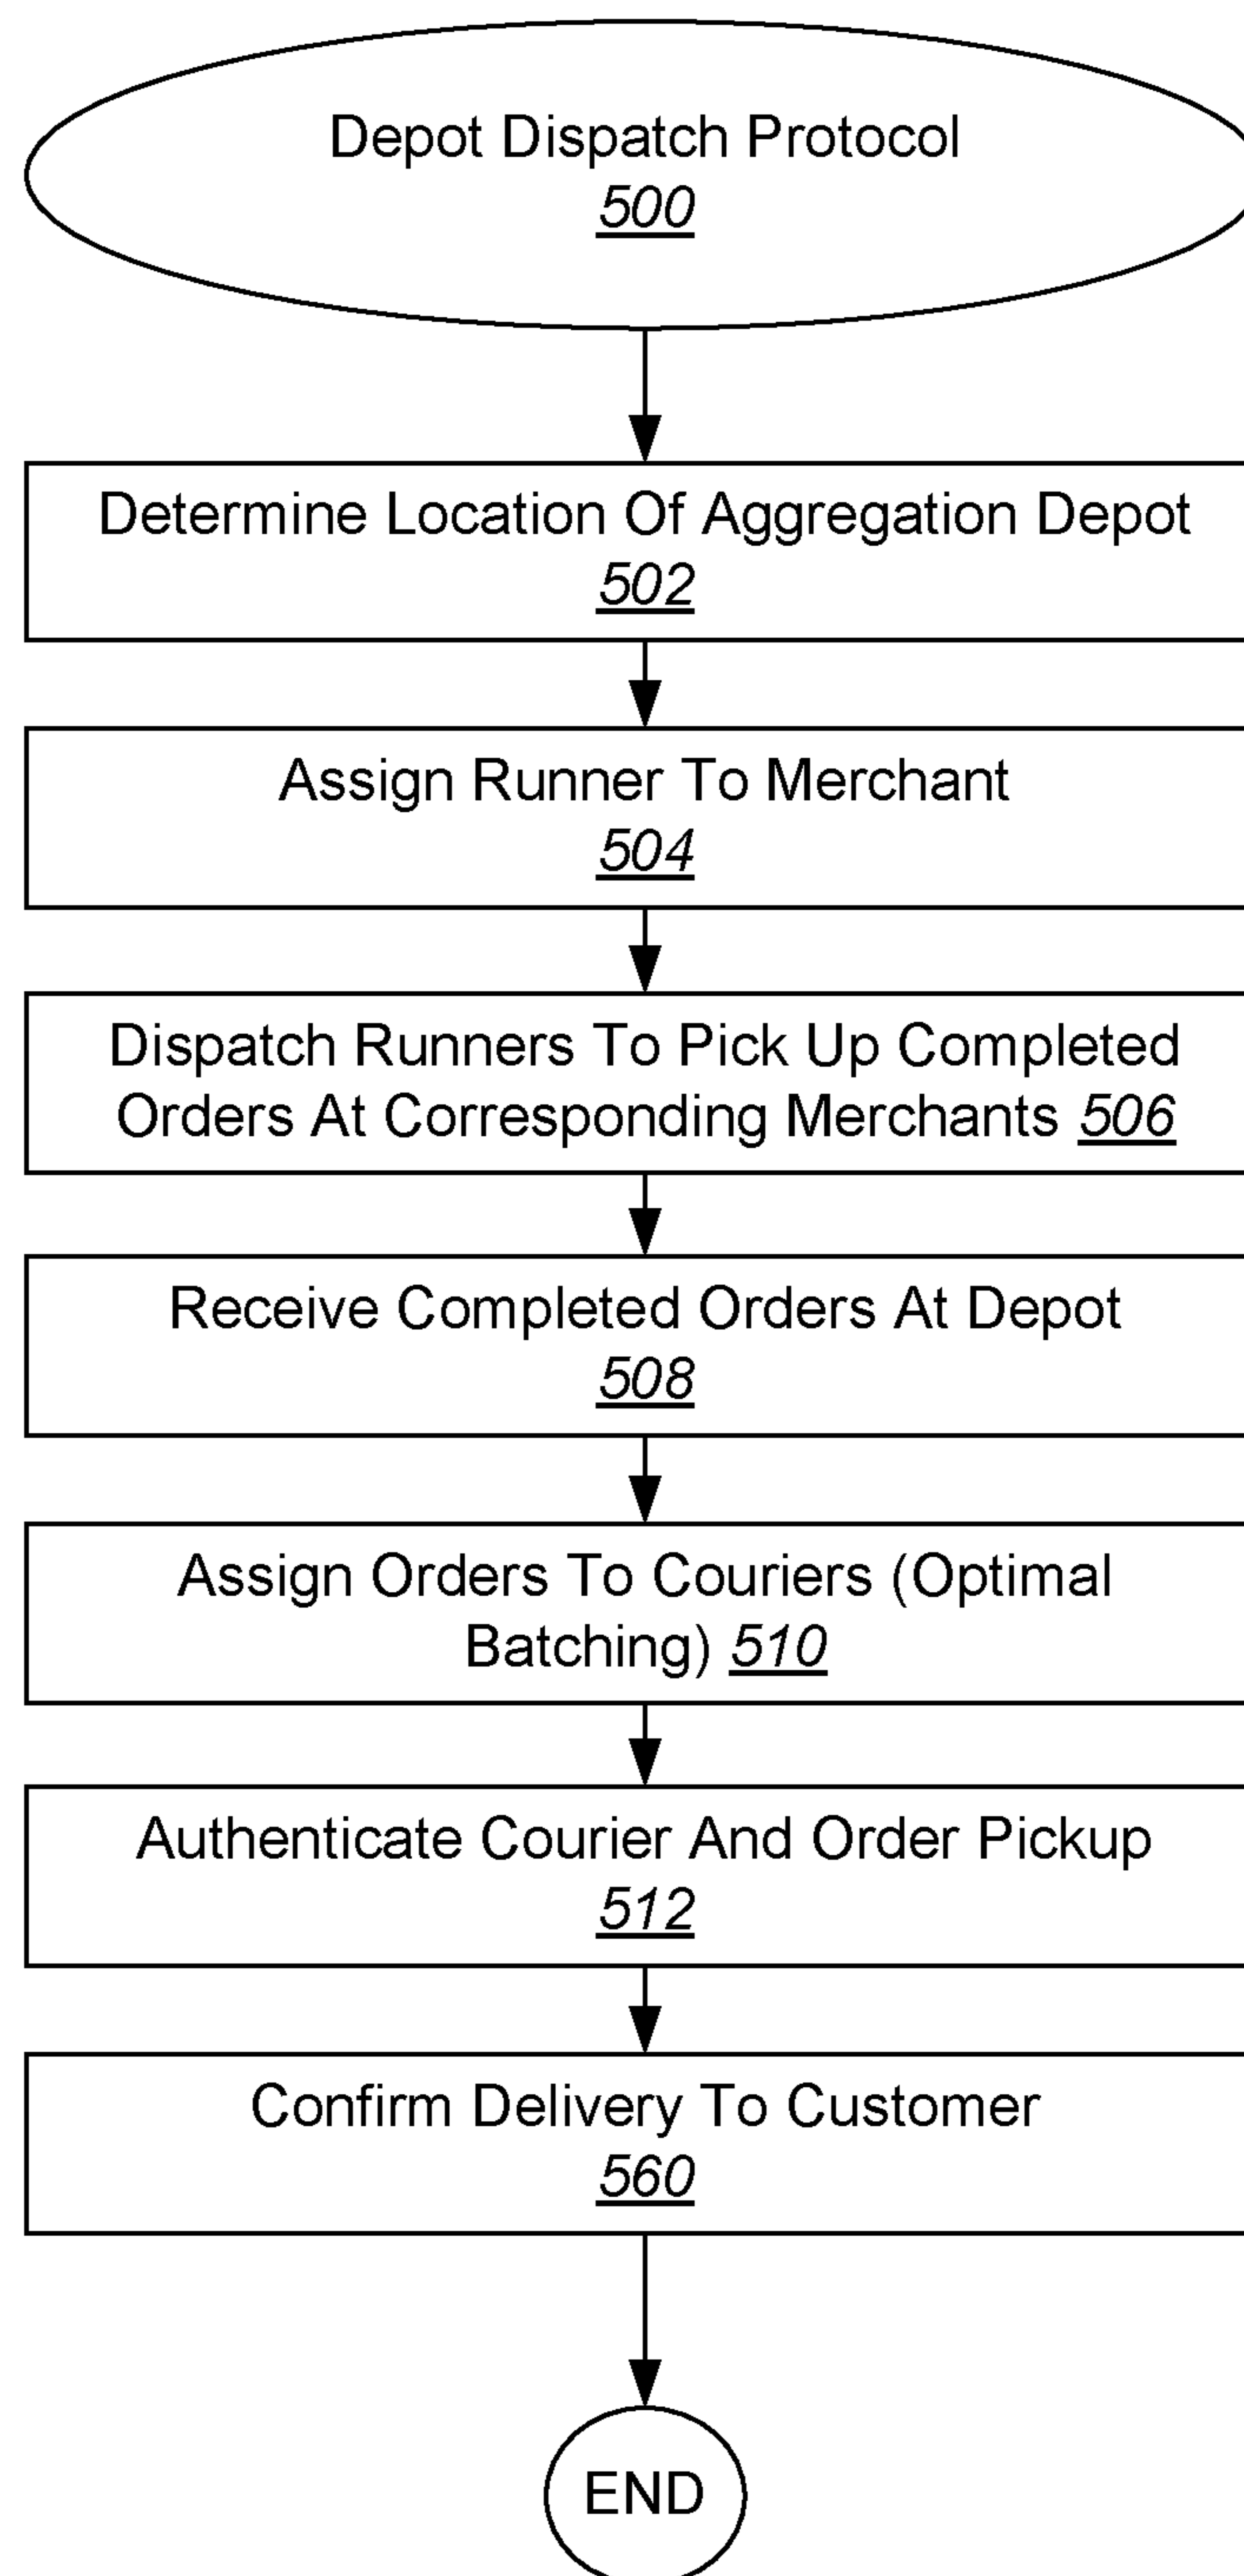 Depot Dispatch Protocol
500
Determine Location Of Aggregation Depot
502
Assign Runner To Merchant
504
Dispatch Runners To Pick Up Completed
Orders At Corresponding Merchants 506
Receive Completed Orders At Depot
508
Assign Orders To Couriers (Optimal
Batching) 510
Authenticate Courier And Order Pickup
512
Confirm Delivery To Customer
560
END